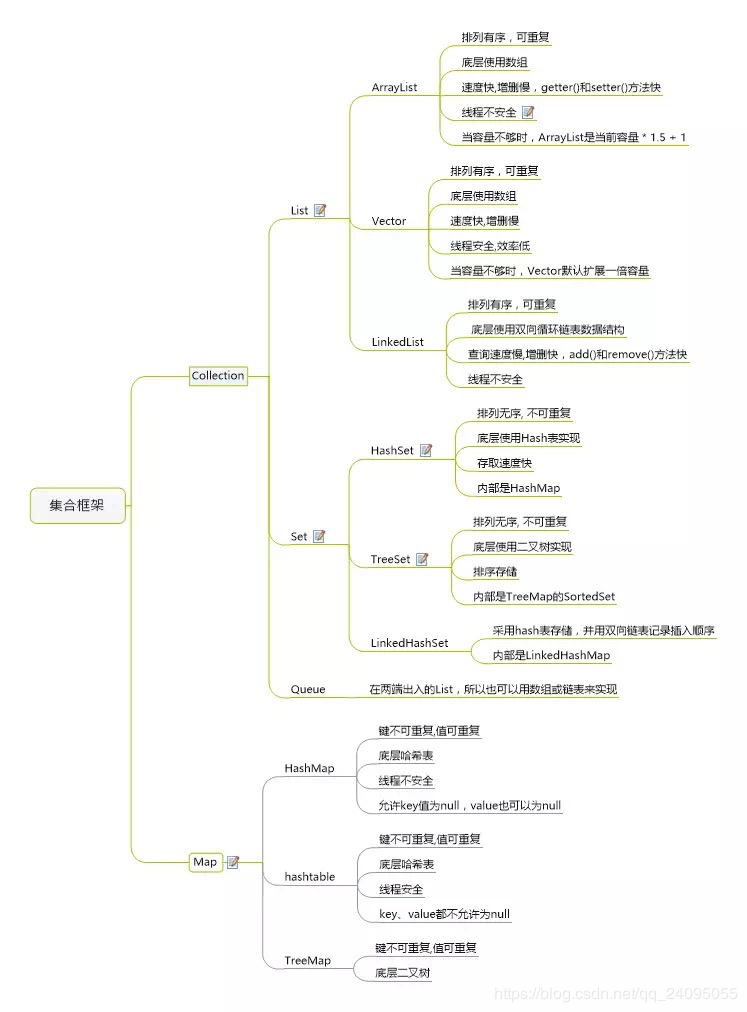 排列有序，可重复
底层使用数组
ArrayList
速度快,增删慢，getter()和setter()方法快
线程不安全
当容量不够时，ArrayList是当前容量 * 1.5 + 1
排列有序，可重复
底层使用数组
List
Vector
速度快,增删慢
线程安全,效率低
当容量不够时，Vector默认扩展一倍容量
排列有序，可重复
底层使用双向循环链表数据结构
LinkedList
查询速度慢,增删快，add()和remove()方法快
线程不安全
Collection
排列无序, 不可重复
底层使用Hash表实现
HashSet
存取速度快
内部是HashMap
集合框架
排列无序, 不可重复
Set
底层使用二叉树实现
TreeSet
排序存储
内部是TreeMap的SortedSet
采用hash表存储，并用双向链表记录插入顺序
LinkedHashSet
内部是LinkedHashMap
Queue
在两端出入的List，所以也可以用数组或链表来实现
键不可重复,值可重复
底层哈希表
HashMap
线程不安全
允许key值为null，value也可以为null
键不可重复,值可重复
Map
底层哈希表
hashtable
线程安全
key、value都不允许为null
键不可重复,值可重复
TreeMap
底层二叉树
https://blog.csdn.net/qq_24095055